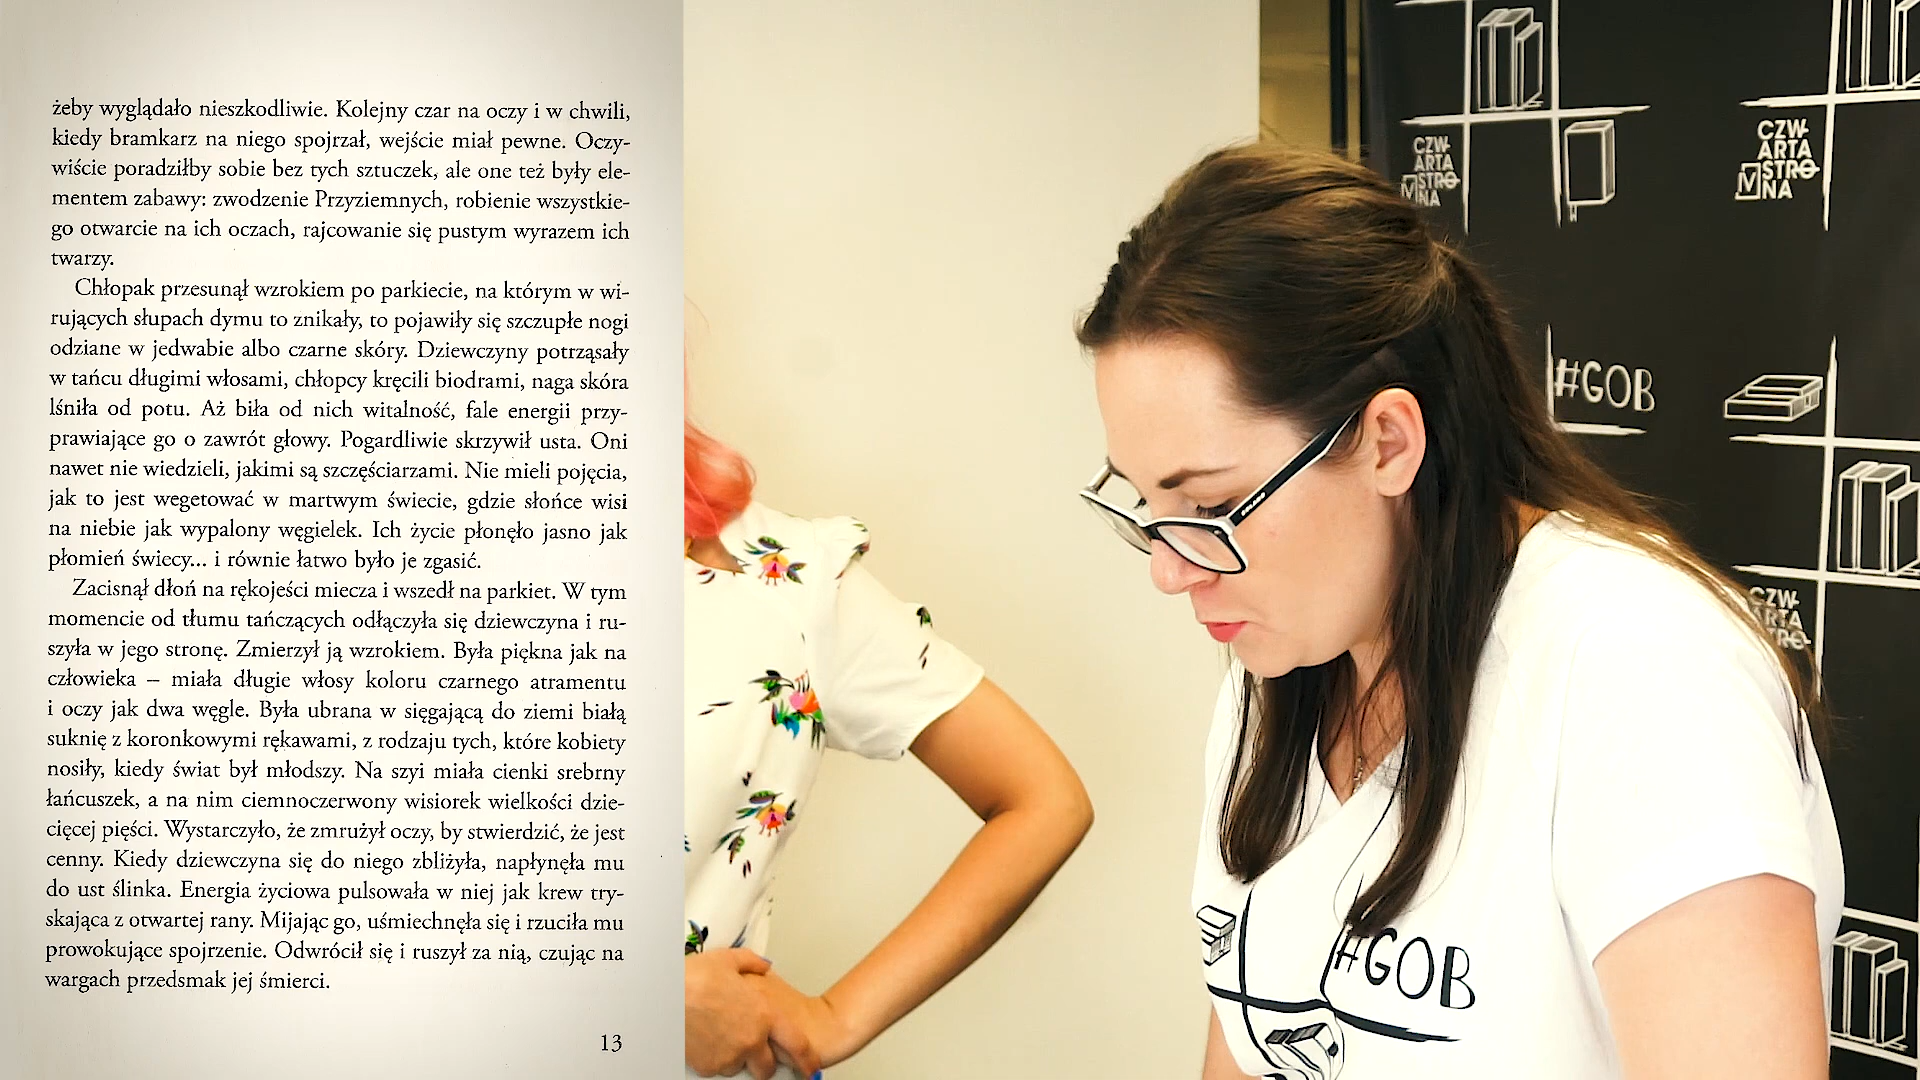 żeby wyglądało nieszkodliwie. Kolejny czar na oczy i w chwili,
kiedy bramkarz na niego spojrzał, wejście miał pewne. Oczy-
wiście poradziłby sobie bez tych sztuczek, ale one też były ele-
mentem zabawy: zwodzenie Przyziemnych, robienie wszystkie-
go otwarcie na ich oczach, rajcowanie się pustym wyrazem ich
twarzy.
Chłopak przesunął wzrokiem po parkiecie, na którym w wi-
rujących słupach dymu to znikały, to pojawiły się szczupłe nogi
odziane w jedwabie albo czarne skóry. Dziewczyny potrząsały
w tańcu długimi włosami, chłopcy kręcili biodrami, naga skóra
lśniła od potu. Aż biła od nich witalność, fale energii przy-
prawiające go o zawrót głowy. Pogardliwie skrzywił usta. Oni
nawet nie wiedzieli, jakimi są szczęściarzami. Nie mieli pojęcia,
jak to jest wegetować w martwym świecie, gdzie słońce wisi
na niebie jak wypalony węgielek. Ich życie płonęło jasno jak
płomień świecy... i równie łatwo było je zgasić.
Zacisnął dłoń na rękojeści miecza i wszedł na parkiet. W tym
momencie od tłumu tańczących odłączyła się dziewczyna i ru-
szyła w jego stronę. Zmierzył ją wzrokiem. Była piękna jak na
człowieka – miała długie włosy koloru czarnego atramentu
i oczy jak dwa węgle. Była ubrana w sięgającą do ziemi białą
suknię z koronkowymi rękawami, z rodzaju tych, które kobiety
nosiły, kiedy świat był młodszy. Na szyi miała cienki srebrny
łańcuszek, a na nim ciemnoczerwony wisiorek wielkości dzie-
cięcej pięści. Wystarczyło, że zmrużył oczy, by stwierdzić, że jest
cenny. Kiedy dziewczyna się do niego zbliżyła, napłynęła mu
do ust ślinka. Energia życiowa pulsowała w niej jak krew try-
skająca z otwartej rany. Mijając go, uśmiechnęła się i rzuciła mu
prowokujące spojrzenie. Odwrócił się i ruszył za nią, czując na
wargach przedsmak jej śmierci.
13
CZW-
ARTA
STRO-
NA
CZW-
ARTA
STRO-
NA
#GOB
CZW-
ARTA
STRO-
#GOB